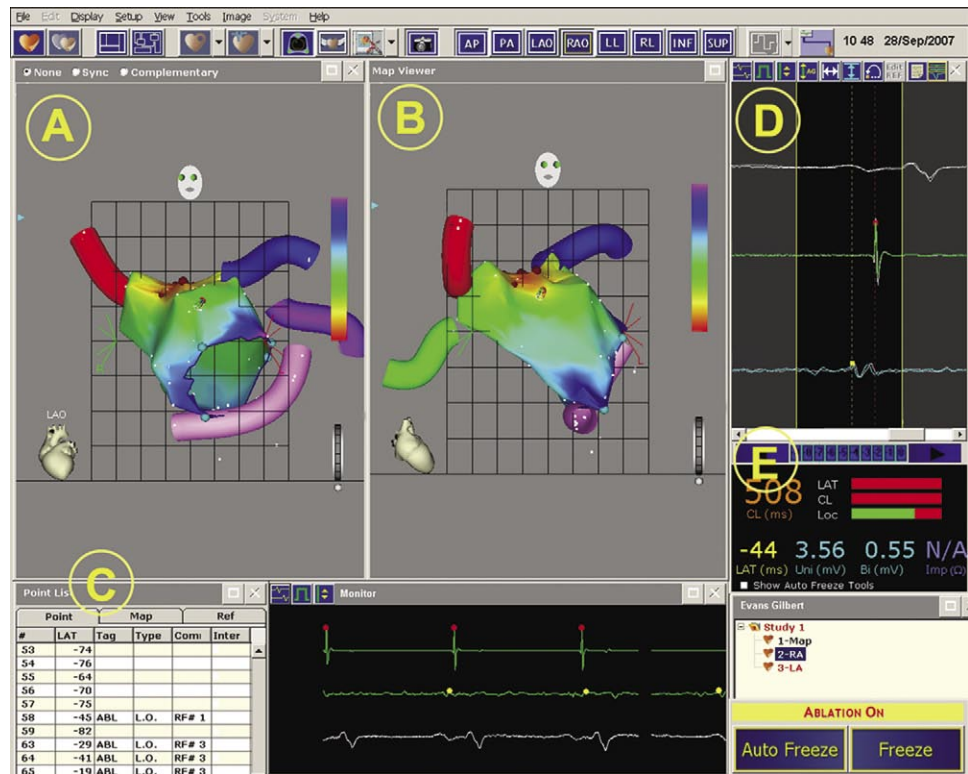 File Edit Display Setup View Tools Image System Help
AP PA LAO RAO LL RL INF SUP
10 48 28/Sep/2007
None Sync Complementary
Map Viewer
A
B
D
LAO
E
508
CL (ms)
LAT
CL
Loc
-44 3.56 0.55 N/A
LAT (ms) Uni (mV) Bi (mV) Imp (Ω)
Show Auto Freeze Tools
C
Point Lis
Point Map Ref
# LAT Tag Type Com Inter
53 -74
54 -76
55 -64
56 -70
57 -75
58 -45 ABL L.O. RF# 1
59 -82
63 -29 ABL L.O. RF# 3
64 -41 ABL L.O. RF# 3
65 -19 ABL L.O. RF# 3
Monitor
Evans Gilbert
Study 1
1-Map
2-RA
3-LA
ABLATION ON
Auto Freeze Freeze